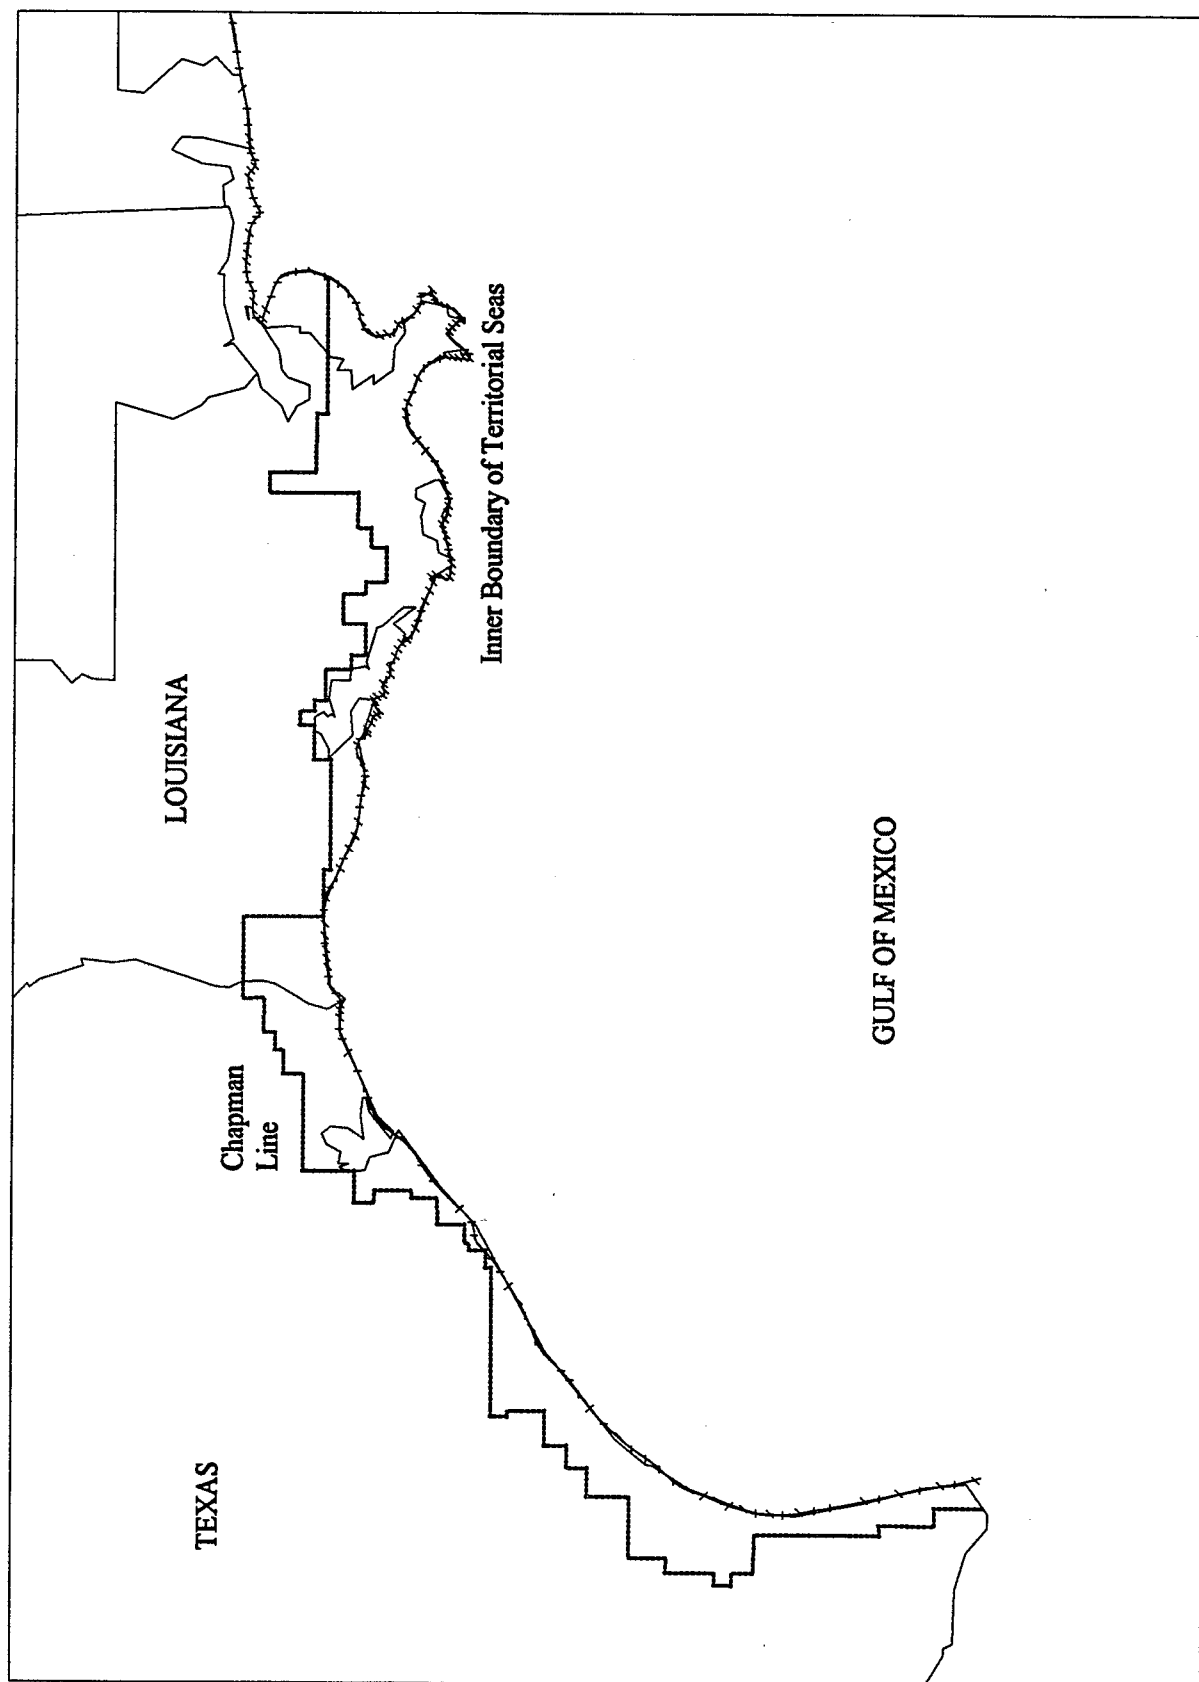 LOUISIANA
TEXAS
Chapman
Line
Inner Boundary of Territorial Seas
GULF OF MEXICO